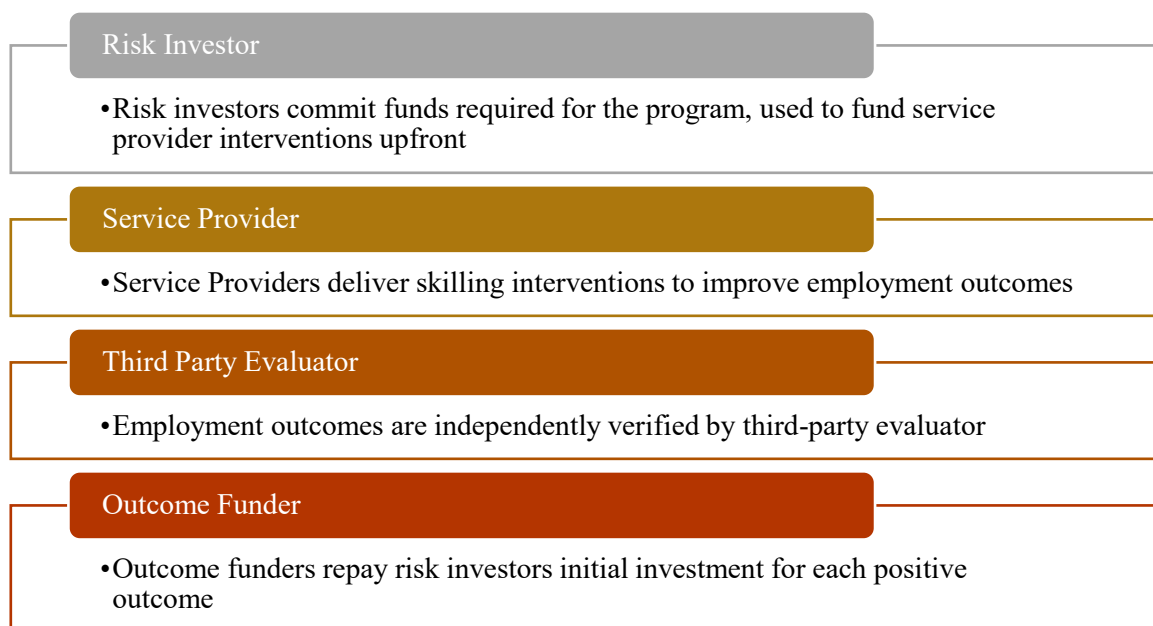 Risk Investor
•Risk investors commit funds required for the program, used to fund service
provider interventions upfront
Service Provider
•Service Providers deliver skilling interventions to improve employment outcomes
Third Party Evaluator
•Employment outcomes are independently verified by third-party evaluator
Outcome Funder
•Outcome funders repay risk investors initial investment for each positive
outcome